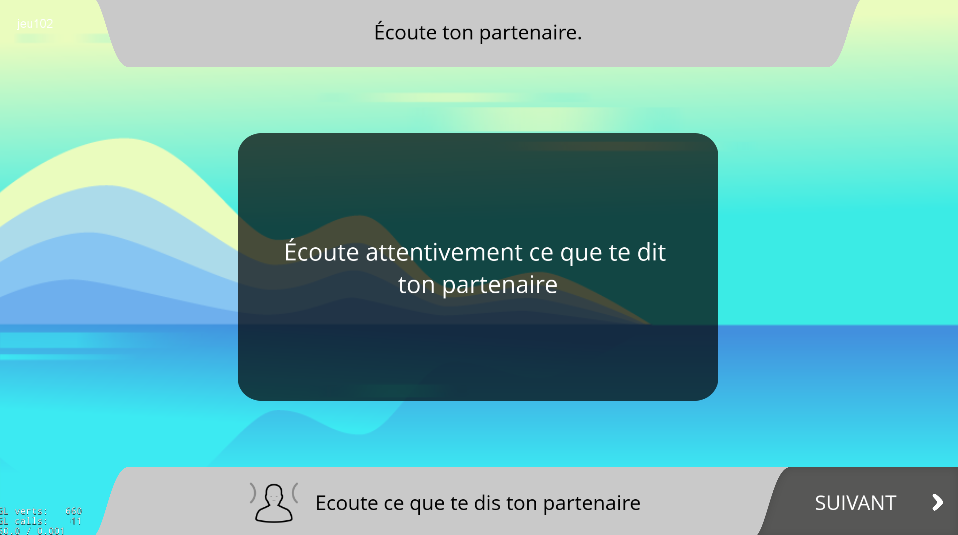 jeu102
Écoute ton partenaire.
Écoute attentivement ce que te dit
ton partenaire
Ecoute ce que te dis ton partenaire
SUIVANT